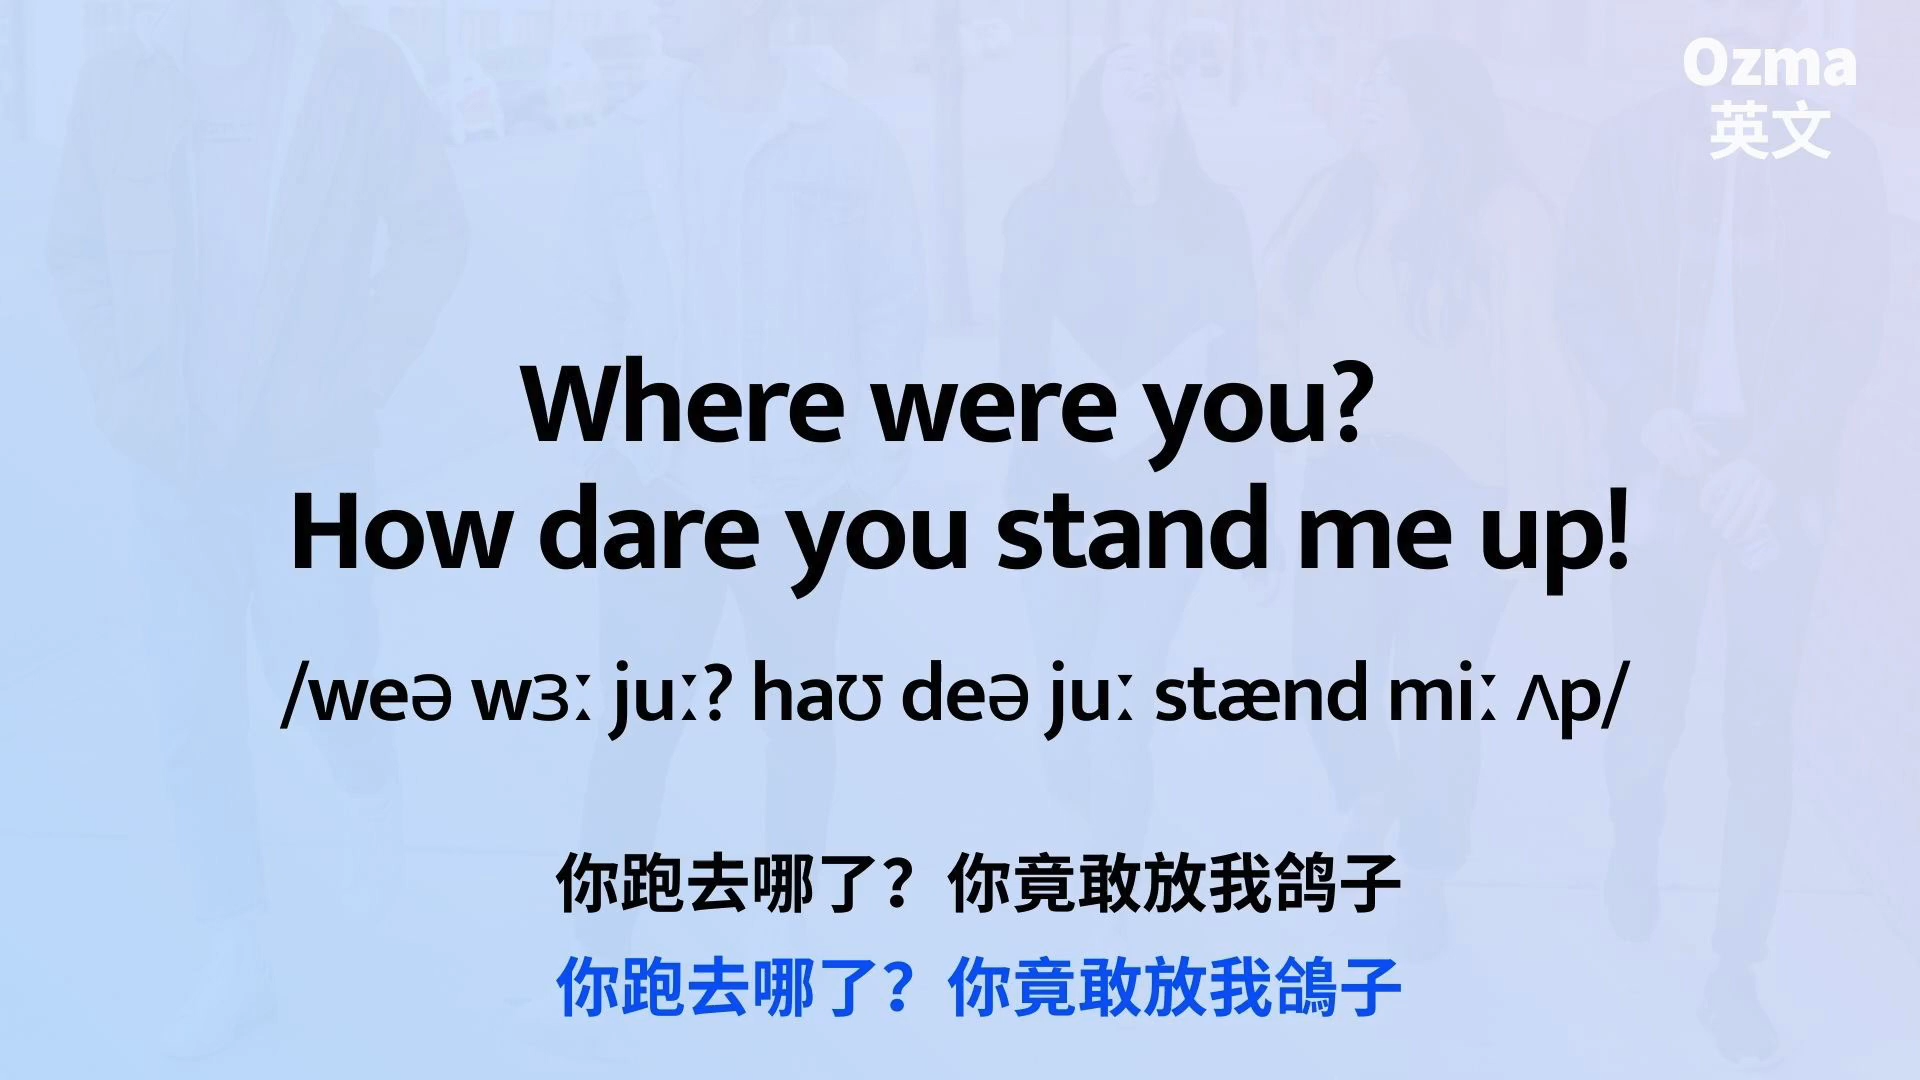 Ozma
英文
Where were you?
How dare you stand me up!
/weə wɜː juː? haʊ deə juː stænd miː ʌp/
你跑去哪了？你竟敢放我鸽子
你跑去哪了？你竟敢放我鴿子